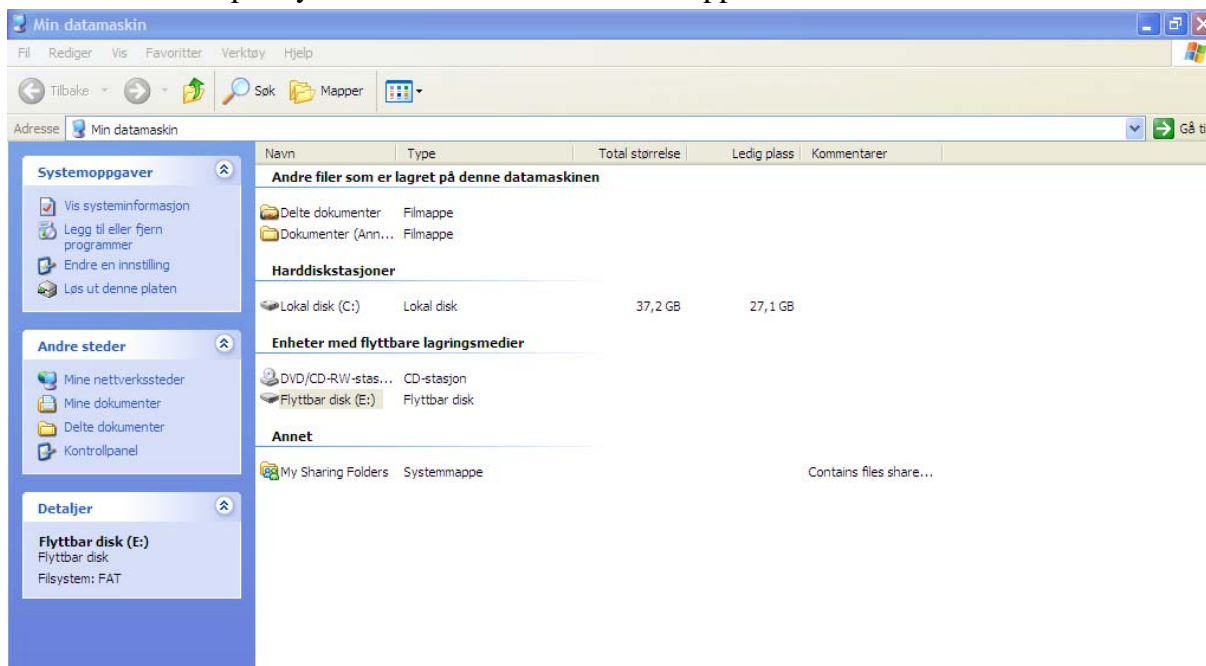 Min datamaskin
Fil Rediger Vis Favoritter Verktøy Hjelp
Tilbake Søk Mapper
Adresse Min datamaskin Gå ti
Navn Type Total størrelse Ledig plass Kommentarer
Systemoppgaver
Vis systeminformasjon
Legg til eller fjern
programmer
Endre en innstilling
Løs ut denne platen
Andre steder
Mine nettverkssteder
Mine dokumenter
Delte dokumenter
Kontrollpanel
Detaljer
Flyttbar disk (E:)
Flyttbar disk
Filsystem: FAT
Andre filer som er lagret på denne datamaskinen
Delte dokumenter Filmappe
Dokumenter (Ann... Filmappe
Harddiskstasjoner
Lokal disk (C:) Lokal disk 37,2 GB 27,1 GB
Enheter med flyttbare lagringsmedier
DVD/CD-RW-stas... CD-stasjon
Flyttbar disk (E:) Flyttbar disk
Annet
My Sharing Folders Systemmappe Contains files share...